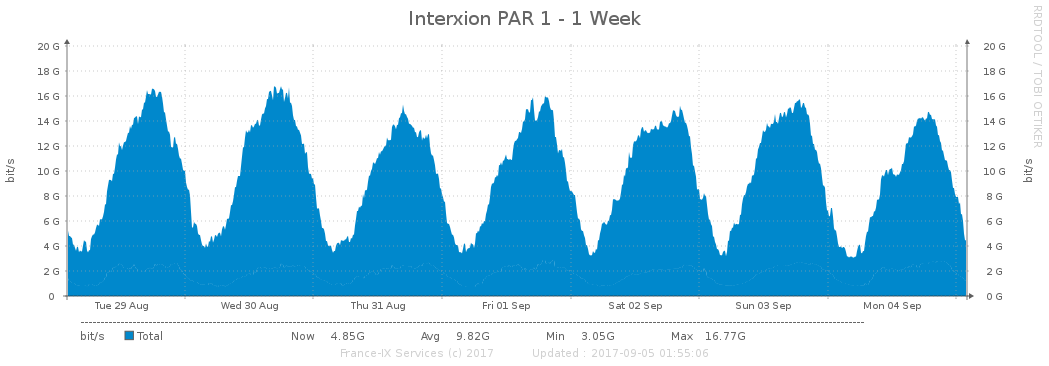 Interxion PAR 1 - 1 Week
RRDTOOL / TOBI OETIKER
bit/s
bit/s
20 G 20 G
18 G 18 G
16 G 16 G
14 G 14 G
12 G 12 G
10 G 10 G
8 G 8 G
6 G 6 G
4 G 4 G
2 G 2 G
0 0 G
Tue 29 Aug Wed 30 Aug Thu 31 Aug Fri 01 Sep Sat 02 Sep Sun 03 Sep Mon 04 Sep
bit/s Total Now 4.85G Avg 9.82G Min 3.05G Max 16.77G
France-IX Services (c) 2017 Updated : 2017-09-05 01:55:06